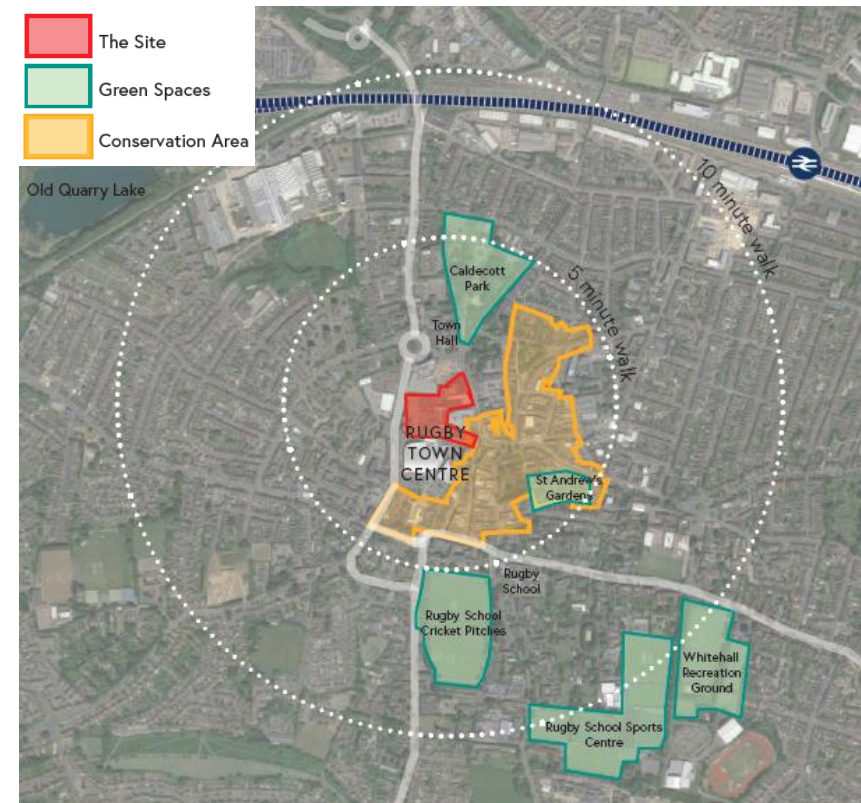 The Site
Green Spaces
Conservation Area
Old Quarry Lake
10 minute walk
5 minute walk
Caldecott
Park
Town
Hall
RUGBY
TOWN
CENTRE
St Andrew's
Gardens
Rugby
School
Rugby School
Cricket Pitches
Whitehall
Recreation
Ground
Rugby School Sports
Centre